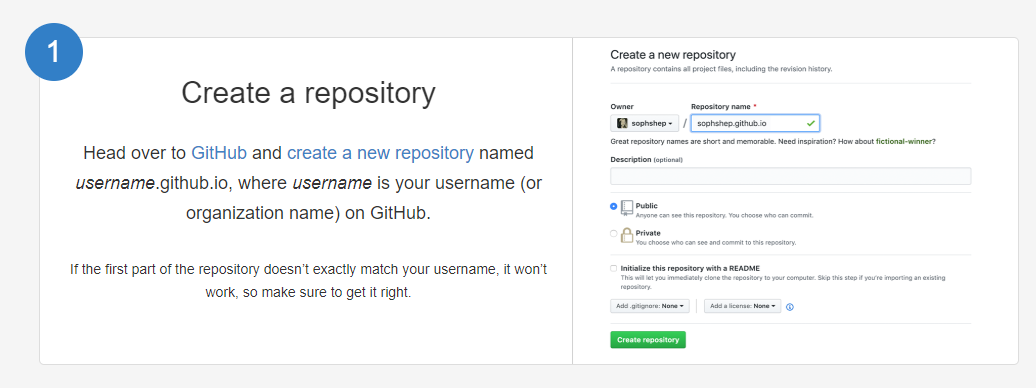 1
Create a repository
Head over to GitHub and create a new repository named
username.github.io, where username is your username (or
organization name) on GitHub.
If the first part of the repository doesn’t exactly match your username, it won’t
work, so make sure to get it right.
Create a new repository
A repository contains all project files, including the revision history.
Owner
Repository name *
sophshep / sophshep.github.io
Great repository names are short and memorable. Need inspiration? How about fictional-winner?
Description (optional)
Public
Anyone can see this repository. You choose who can commit.
Private
You choose who can see and commit to this repository.
Initialize this repository with a README
This will let you immediately clone the repository to your computer. Skip this step if you’re importing an existing
repository.
Add .gitignore: None
Add a license: None
Create repository